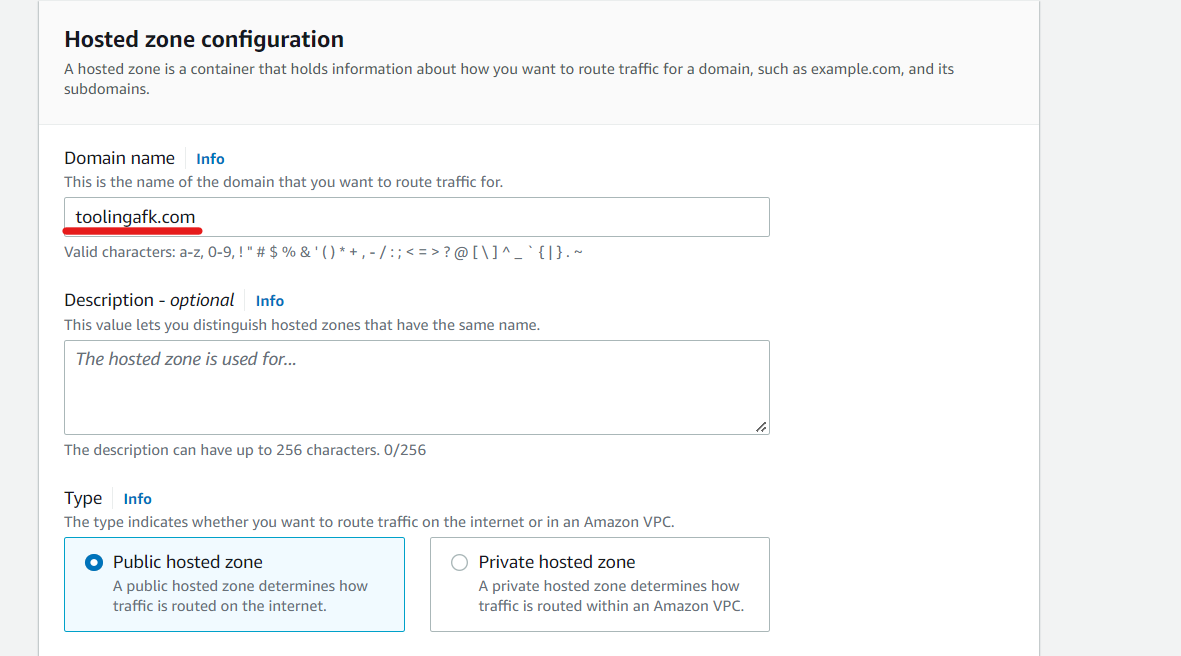 Hosted zone configuration
A hosted zone is a container that holds information about how you want to route traffic for a domain, such as example.com, and its
subdomains.
Domain name Info
This is the name of the domain that you want to route traffic for.
toolingafk.com
Valid characters: a-z, 0-9, ! " # $ % & ' ( ) * + , - / : ; < = > ? @ [ \ ] ^ _ ` { | } . ~
Description - optional Info
This value lets you distinguish hosted zones that have the same name.
The hosted zone is used for...
The description can have up to 256 characters. 0/256
Type Info
The type indicates whether you want to route traffic on the internet or in an Amazon VPC.
Public hosted zone
A public hosted zone determines how
traffic is routed on the internet.
Private hosted zone
A private hosted zone determines how
traffic is routed within an Amazon VPC.